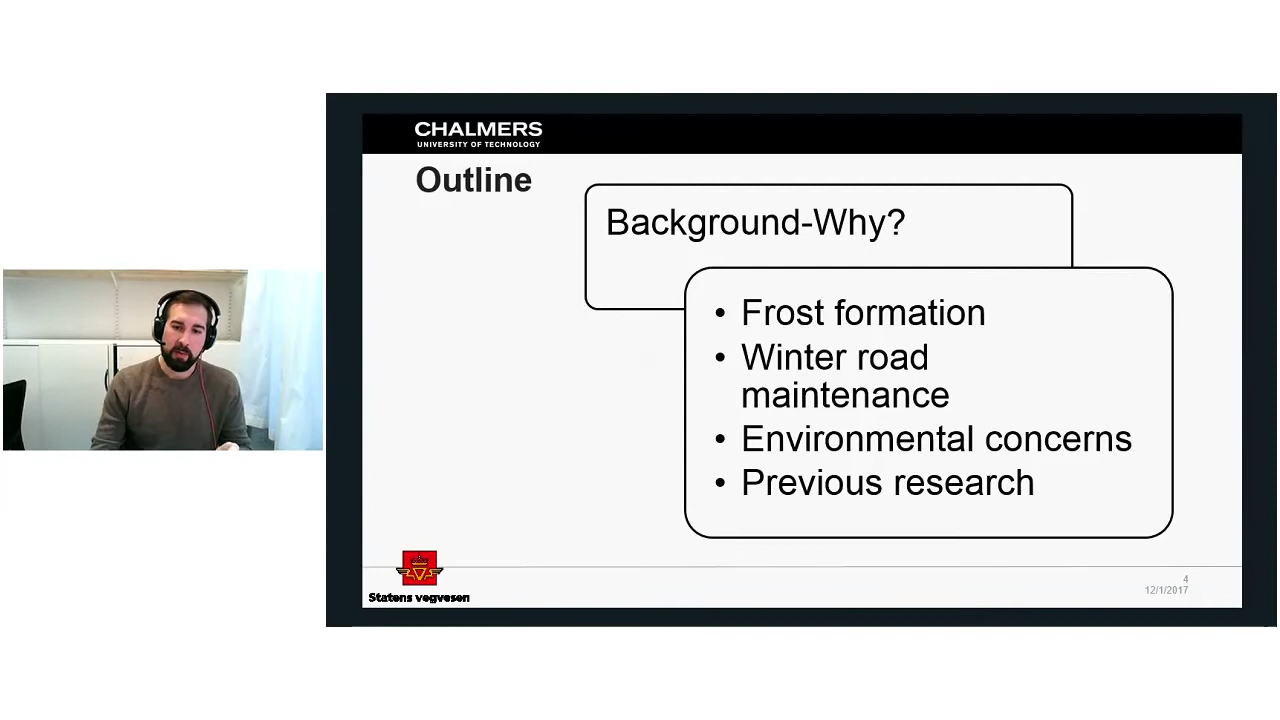 CHALMERS
UNIVERSITY OF TECHNOLOGY
Outline
Background-Why?
• Frost formation
• Winter road
maintenance
• Environmental concerns
• Previous research
Statens vegvesen
4
12/1/2017